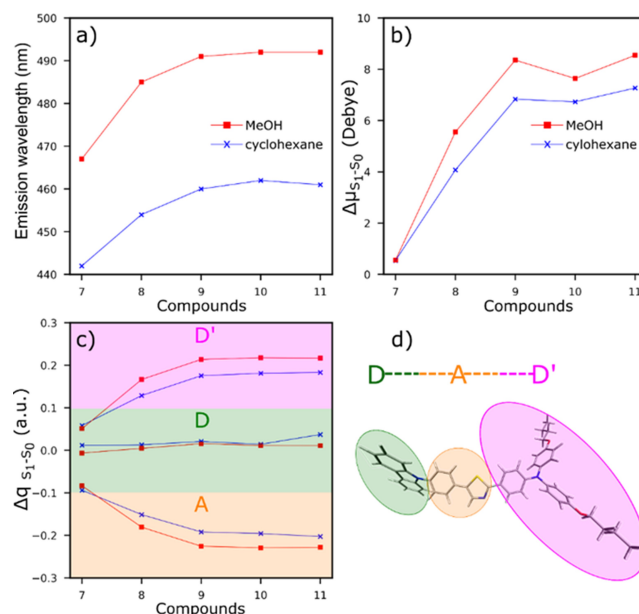 a)
Emission wavelength (nm)
500
490
480
470
460
450
440
MeOH
cyclohexane
7 8 9 10 11
Compounds
b)
Δμ S₁-S₀ (Debye)
10
8
6
4
2
0
MeOH
cylohexane
7 8 9 10 11
Compounds
c)
Δq S₁-S₀ (a.u.)
0.3
0.2
0.1
0.0
−0.1
−0.2
−0.3
D'
D
A
7 8 9 10 11
Compounds
d)
D A D'
N
S
N
N